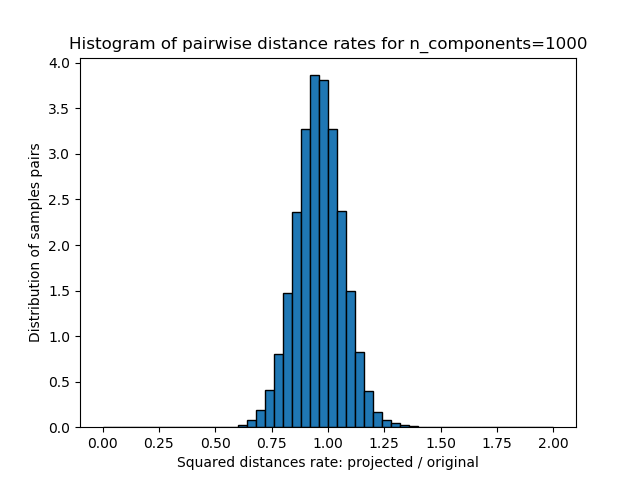 Histogram of pairwise distance rates for n_components=1000
4.0
3.5
3.0
2.5
2.0
1.5
1.0
0.5
0.0
Distribution of samples pairs
0.00 0.25 0.50 0.75 1.00 1.25 1.50 1.75 2.00
Squared distances rate: projected / original